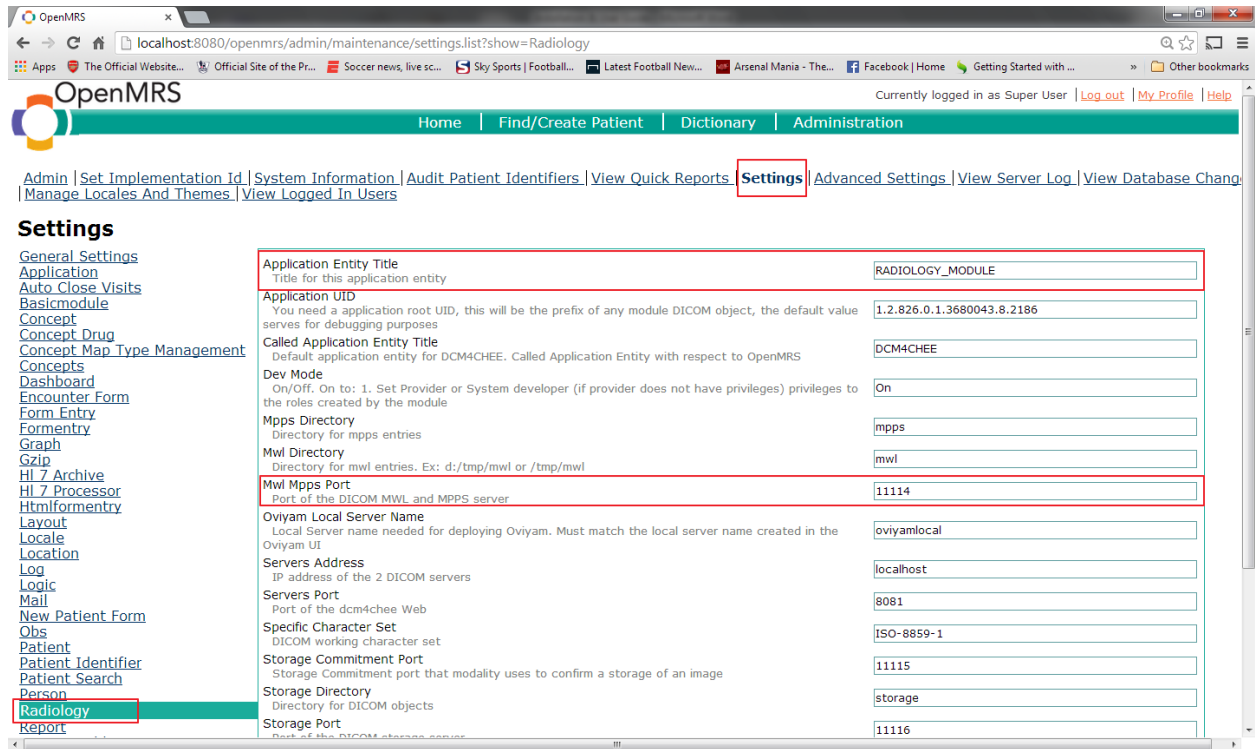 OpenMRS
localhost:8080/openmrs/admin/maintenance/settings.list?show=Radiology
Apps The Official Website... Official Site of the Pr... Soccer news, live sc... Sky Sports | Football... Latest Football New... Arsenal Mania - The... Facebook | Home Getting Started with ... » Other bookmarks
OpenMRS
Currently logged in as Super User | Log out | My Profile | Help
Home | Find/Create Patient | Dictionary | Administration
Admin | Set Implementation Id | System Information | Audit Patient Identifiers | View Quick Reports | Settings | Advanced Settings | View Server Log | View Database Chang
| Manage Locales And Themes | View Logged In Users
Settings
General Settings
Application
Auto Close Visits
Basicmodule
Concept
Concept Drug
Concept Map Type Management
Concepts
Dashboard
Encounter Form
Form Entry
Formentry
Graph
Gzip
Hl 7 Archive
Hl 7 Processor
Htmlformentry
Layout
Locale
Location
Log
Logic
Mail
New Patient Form
Obs
Patient
Patient Identifier
Patient Search
Person
Radiology
Report
Application Entity Title
Title for this application entity
RADIOLOGY_MODULE
Application UID
You need a application root UID, this will be the prefix of any module DICOM object, the default value
serves for debugging purposes
1.2.826.0.1.3680043.8.2186
Called Application Entity Title
Default application entity for DCM4CHEE. Called Application Entity with respect to OpenMRS
DCM4CHEE
Dev Mode
On/Off. On to: 1. Set Provider or System developer (if provider does not have privileges) privileges to
the roles created by the module
On
Mpps Directory
Directory for mpps entries
mpps
Mwl Directory
Directory for mwl entries. Ex: d:/tmp/mwl or /tmp/mwl
mwl
Mwl Mpps Port
Port of the DICOM MWL and MPPS server
11114
Oviyam Local Server Name
Local Server name needed for deploying Oviyam. Must match the local server name created in the
Oviyam UI
oviyamlocal
Servers Address
IP address of the 2 DICOM servers
localhost
Servers Port
Port of the dcm4chee Web
8081
Specific Character Set
DICOM working character set
ISO-8859-1
Storage Commitment Port
Storage Commitment port that modality uses to confirm a storage of an image
11115
Storage Directory
Directory for DICOM objects
storage
Storage Port
Port of the DICOM storage server
11116